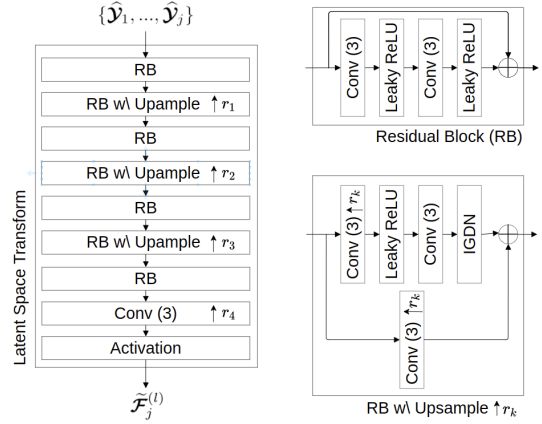 {𝓨̂₁, ..., 𝓨̂ⱼ}
RB
RB w\ Upample ↑ r₁
RB
RB w\ Upample ↑ r₂
RB
RB w\ Upample ↑ r₃
RB
Conv (3) ↑ r₄
Activation
Latent Space Transform
𝓕̃ⱼ⁽ˡ⁾
Conv (3)
Leaky ReLU
Conv (3)
Leaky ReLU
Residual Block (RB)
Conv (3) ↑ rₖ
Leaky ReLU
Conv (3)
IGDN
Conv (3) ↑ rₖ
RB w\ Upsample ↑ rₖ